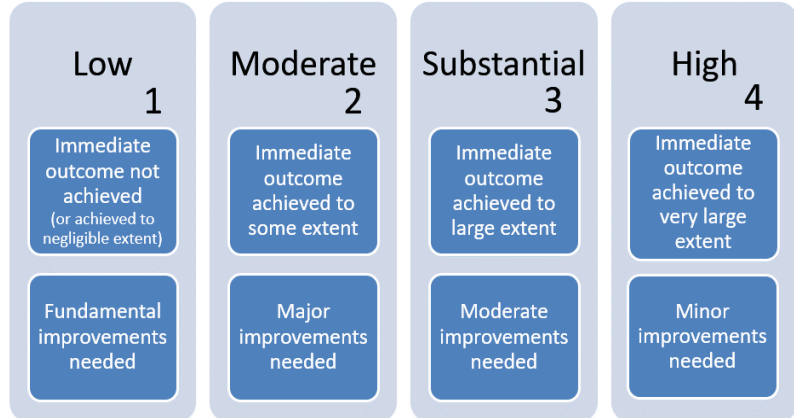 Low
1
Immediate
outcome not
achieved
(or achieved to
negligible extent)
Fundamental
improvements
needed
Moderate
2
Immediate
outcome
achieved to
some extent
Major
improvements
needed
Substantial
3
Immediate
outcome
achieved to
large extent
Moderate
improvements
needed
High
4
Immediate
outcome
achieved to
very large
extent
Minor
improvements
needed